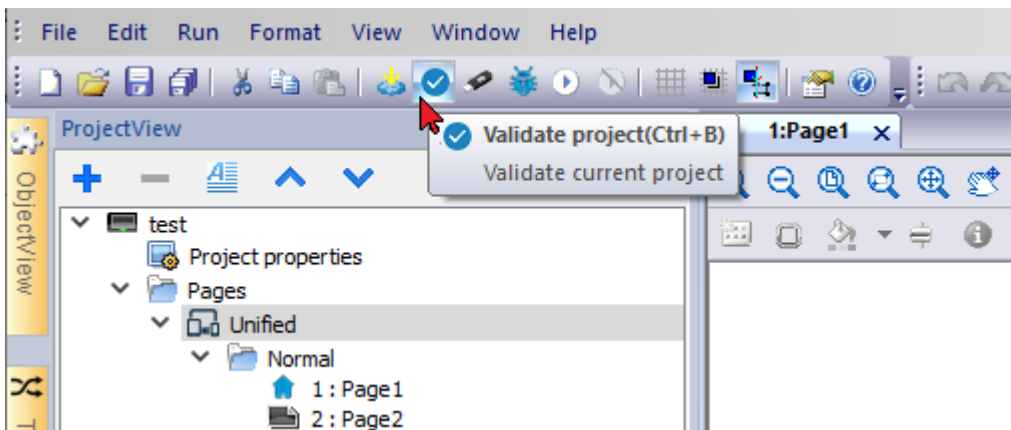 File Edit Run Format View Window Help
ProjectView
Validate project(Ctrl+B)
Validate current project
1:Page1
ObjectView
test
Project properties
Pages
Unified
Normal
1 : Page1
2 : Page2